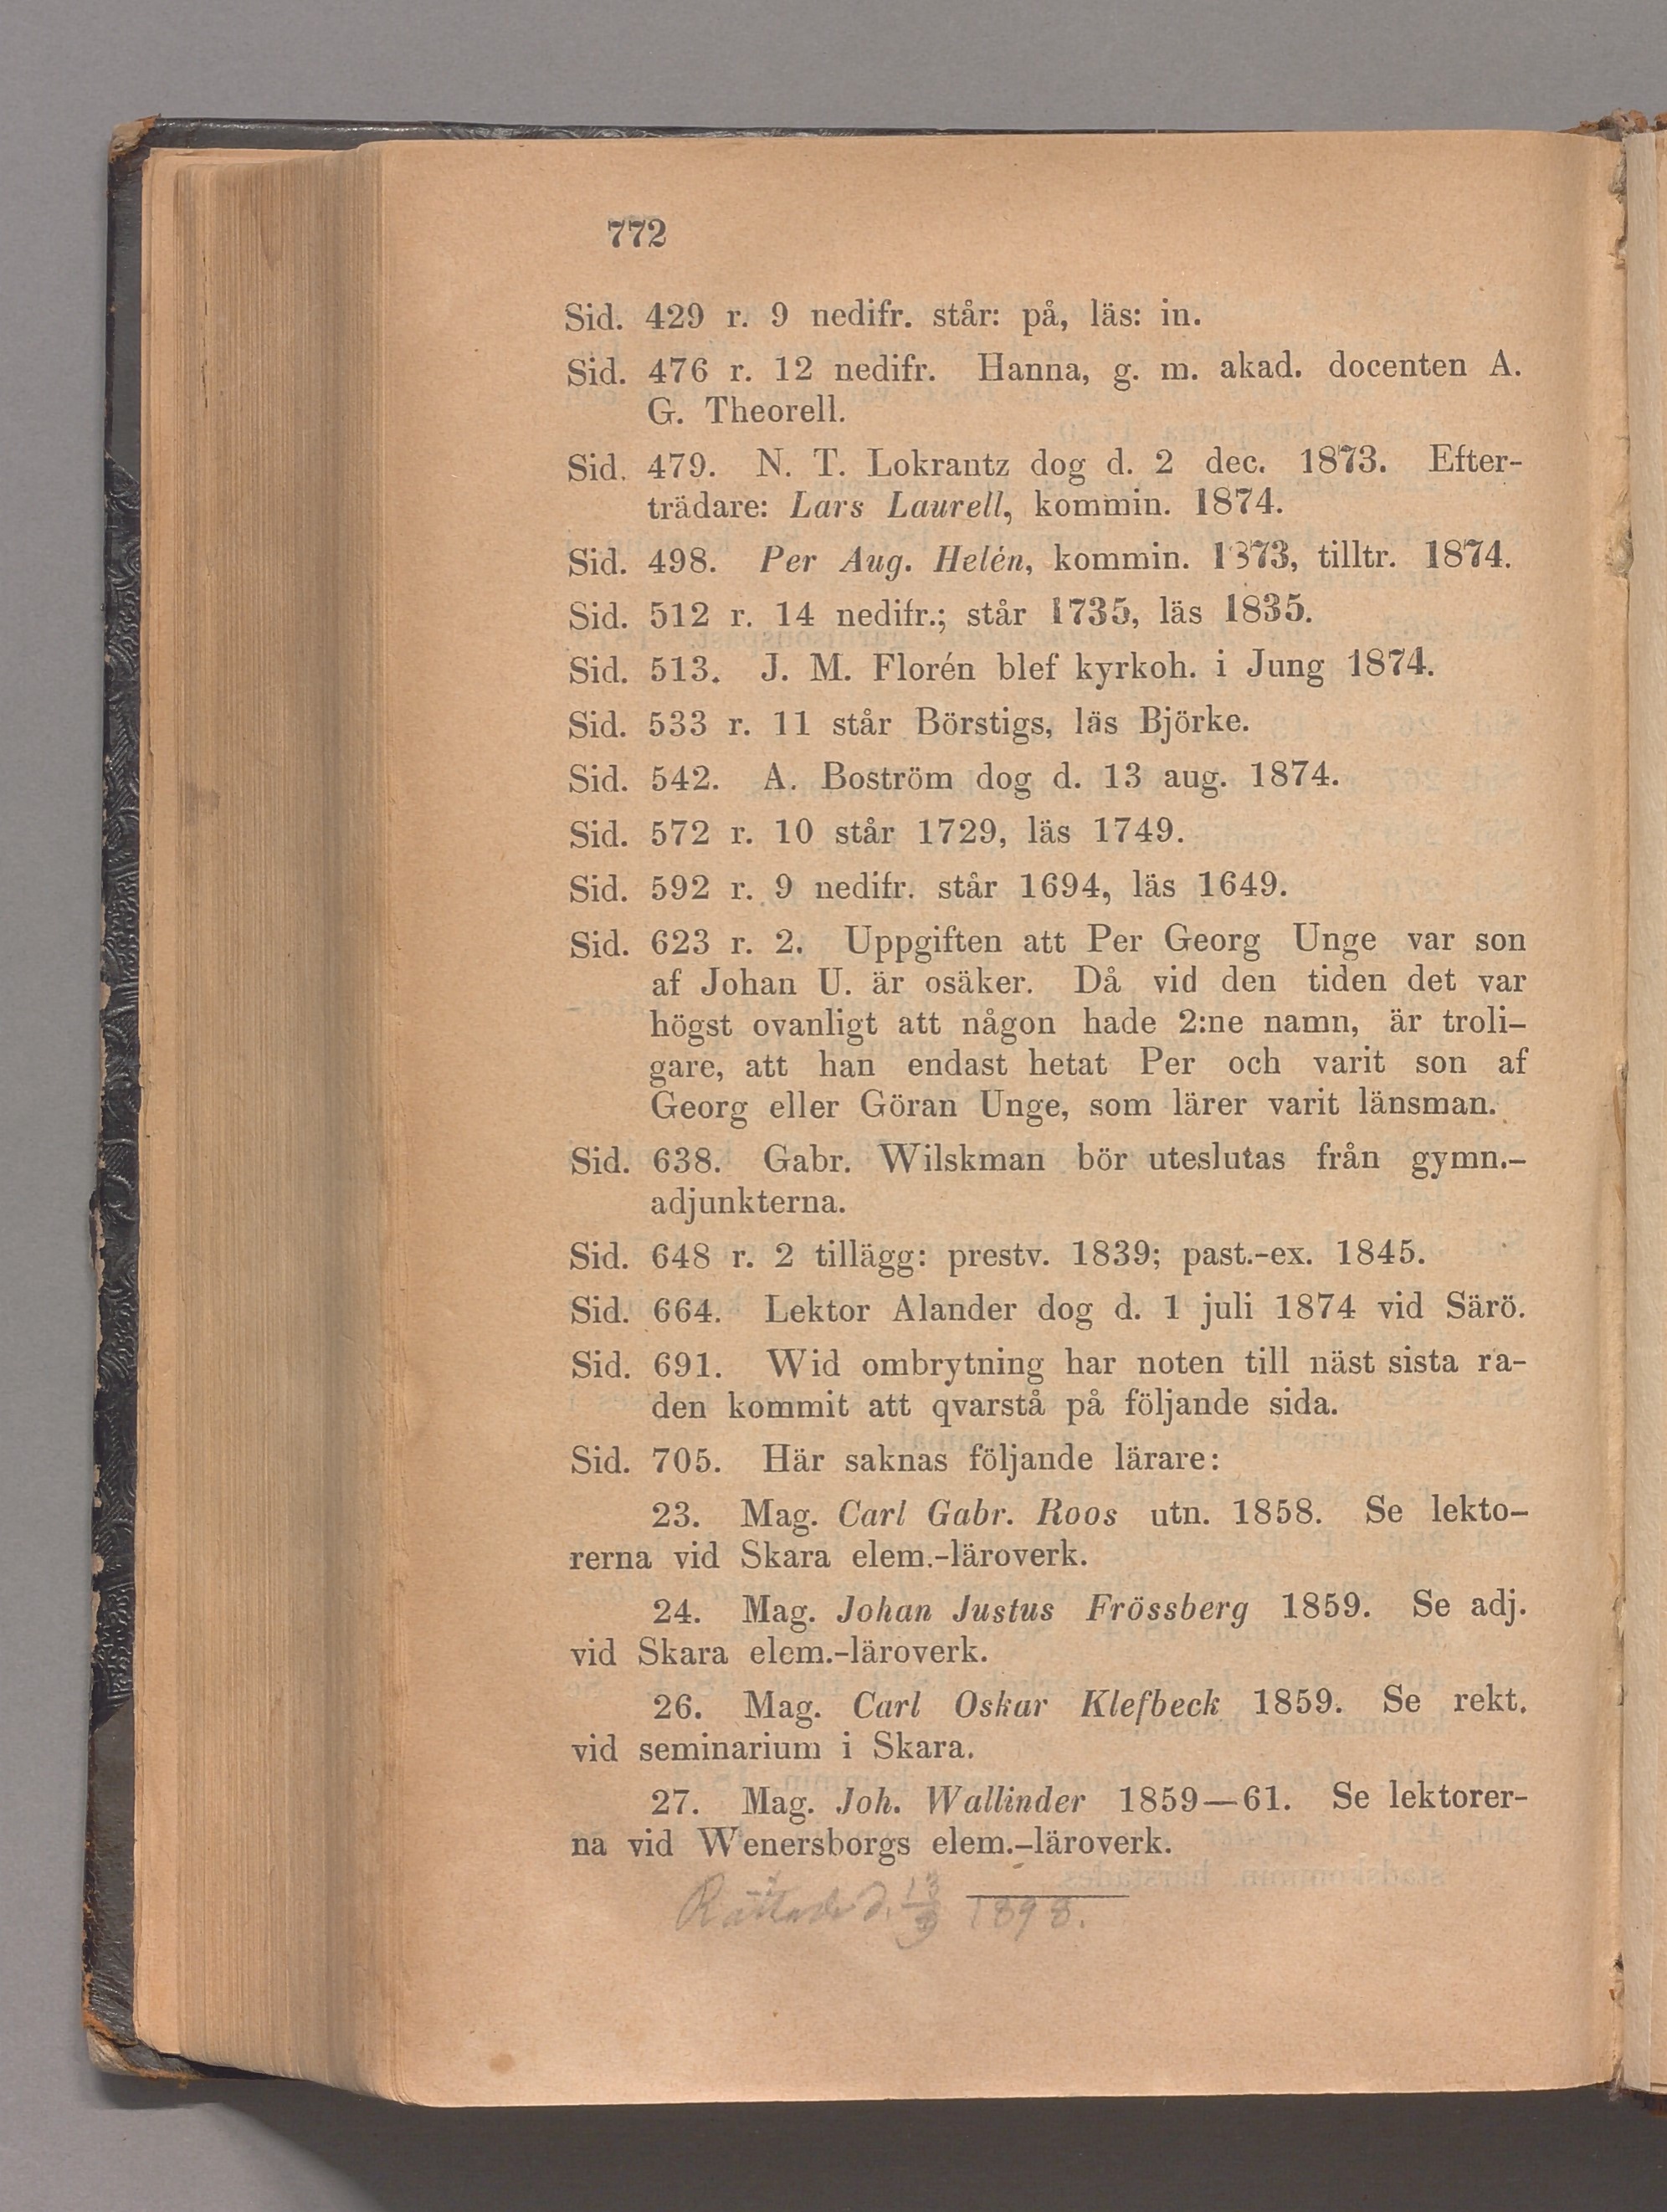 772
Sid. 429 r. 9 nedifr. står: på, läs: in.
Sid. 476 r. 12 nedifr. Hanna, g. m. akad. docenten A.
G. Theorell.
Sid. 479. N. T. Lokrantz dog d. 2 dec. 1873. Efter-
trädare: Lars Laurell, kommin. 1874.
Sid. 498. Per Aug. Helén, kommin. 1873, tilltr. 1874.
Sid. 512 r. 14 nedifr.; står 1735, läs 1835.
Sid. 513. J. M. Florén blef kyrkoh. i Jung 1874.
Sid. 533 r. 11 står Börstigs, läs Björke.
Sid. 542. A. Boström dog d. 13 aug. 1874.
Sid. 572 r. 10 står 1729, läs 1749.
Sid. 592 r. 9 nedifr. står 1694, läs 1649.
Sid. 623 r. 2. Uppgiften att Per Georg Unge var son
af Johan U. är osäker. Då vid den tiden det var
högst ovanligt att någon hade 2:ne namn, är troli-
gare, att han endast hetat Per och varit son af
Georg eller Göran Unge, som lärer varit länsman.
Sid. 638. Gabr. Wilskman bör uteslutas från gymn.-
adjunkterna.
Sid. 648 r. 2 tillägg: prestv. 1839; past.-ex. 1845.
Sid. 664. Lektor Alander dog d. 1 juli 1874 vid Särö.
Sid. 691. Wid ombrytning har noten till näst sista ra-
den kommit att qvarstå på följande sida.
Sid. 705. Här saknas följande lärare:
23. Mag. Carl Gabr. Roos utn. 1858. Se lekto-
rerna vid Skara elem.-läroverk.
24. Mag. Johan Justus Frössberg 1859. Se adj.
vid Skara elem.-läroverk.
26. Mag. Carl Oskar Klefbeck 1859. Se rekt.
vid seminarium i Skara.
27. Mag. Joh. Wallinder 1859—61. Se lektorer-
na vid Wenersborgs elem.-läroverk.
Rättade d. 13/9 1898.